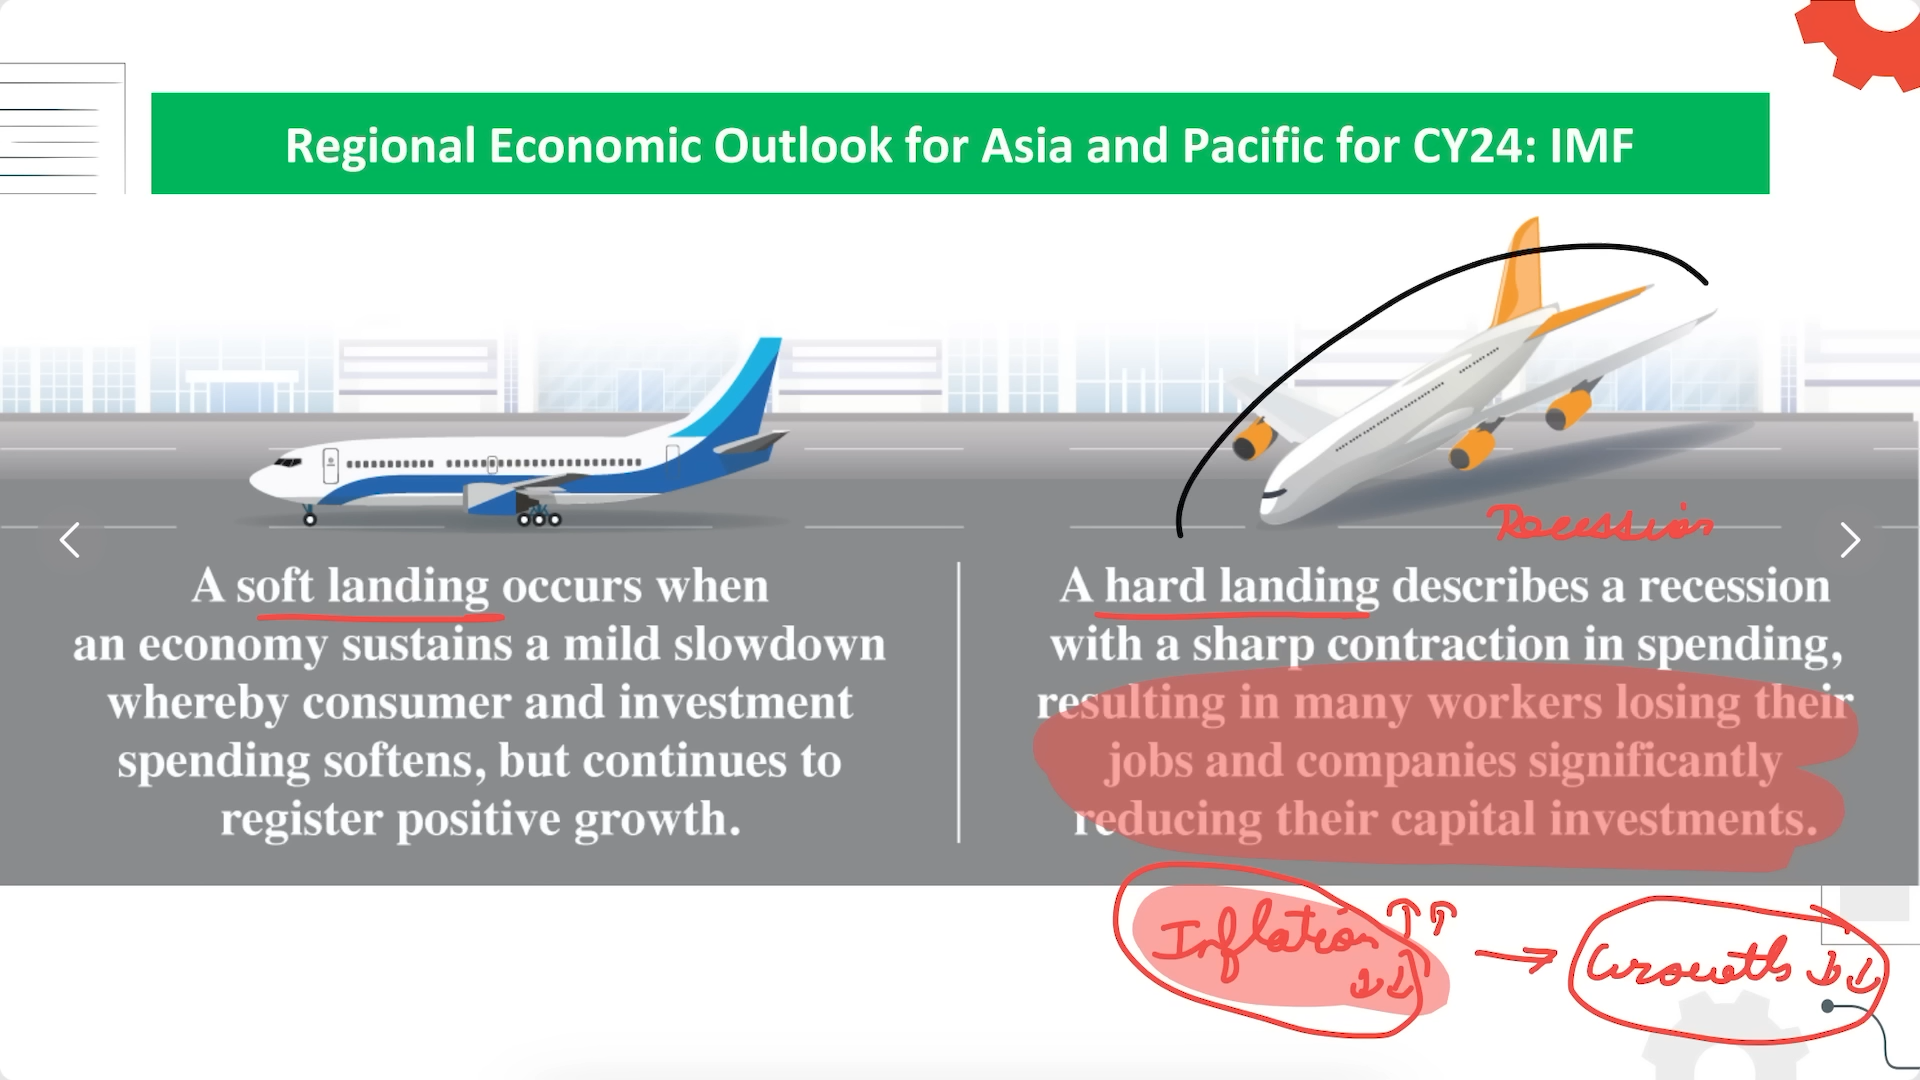 Regional Economic Outlook for Asia and Pacific for CY24: IMF
A soft landing occurs when
an economy sustains a mild slowdown
whereby consumer and investment
spending softens, but continues to
register positive growth.
Recession
A hard landing describes a recession
with a sharp contraction in spending,
resulting in many workers losing their
jobs and companies significantly
reducing their capital investments.
Inflation ↑↑ → Growth ↓↓
↓↓